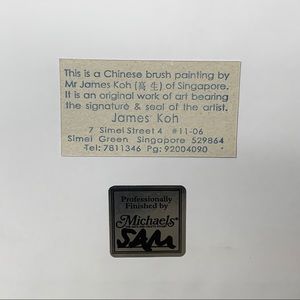 This is a Chinese brush painting by
Mr James Koh (高生) of Singapore.
It is an original work of art bearing
the signature & seal of the artist.
James Koh
7 Simei Street 4 #11-06
Simei Green Singapore 529864
Tel: 7811346 Pg: 92004090
Professionally
Finished by
Michaels
SAM